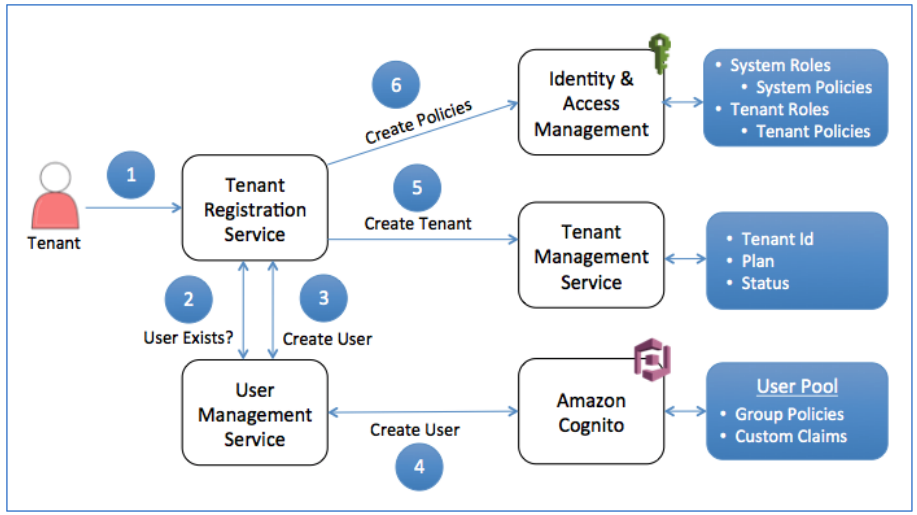 6
Create Policies
Identity &
Access
Management
• System Roles
• System Policies
• Tenant Roles
• Tenant Policies
1
Tenant
Tenant
Registration
Service
5
Create Tenant
Tenant
Management
Service
• Tenant Id
• Plan
• Status
2
User Exists?
3
Create User
User
Management
Service
Create User
4
Amazon
Cognito
User Pool
• Group Policies
• Custom Claims